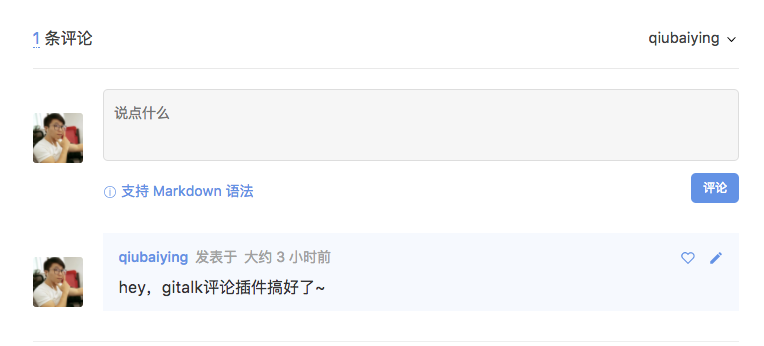 1 条评论
qiubaiying
说点什么
支持 Markdown 语法
评论
qiubaiying 发表于 大约 3 小时前
hey，gitalk评论插件搞好了~